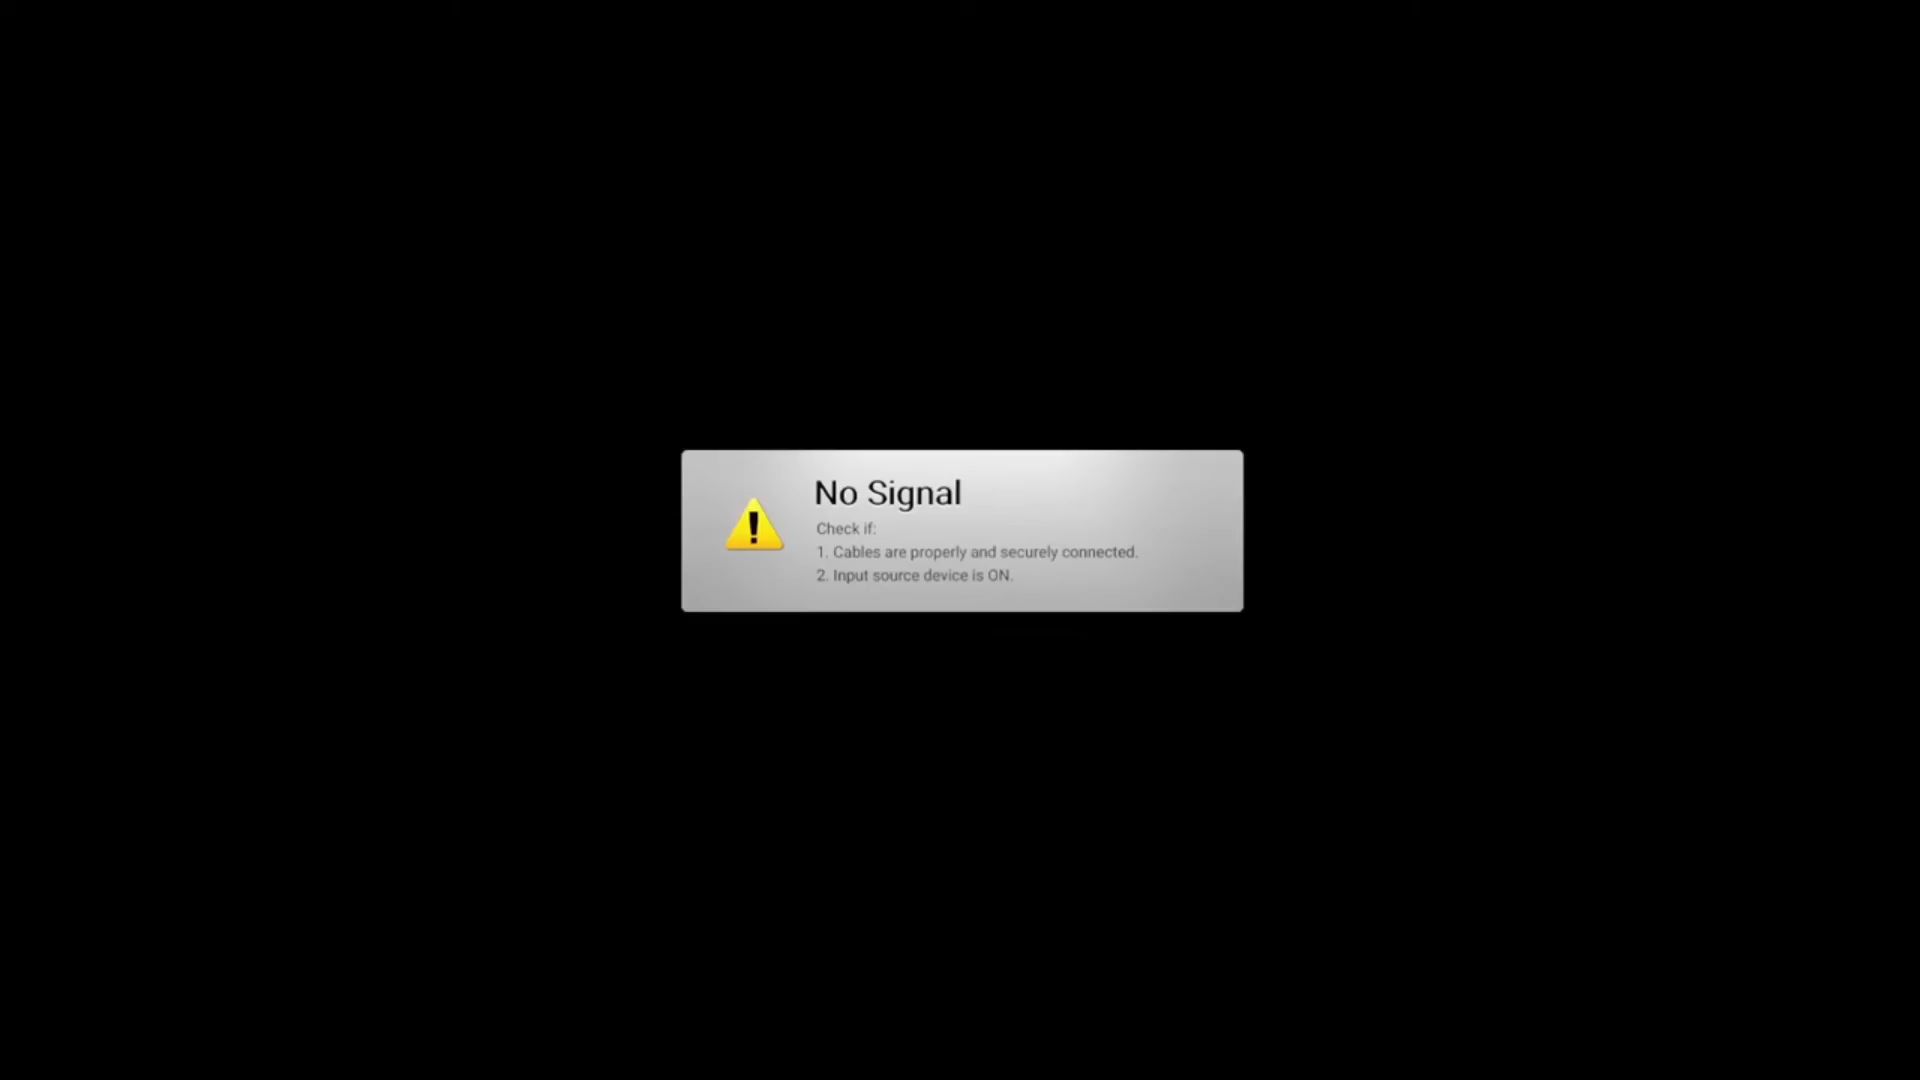 No Signal
Check if:
1. Cables are properly and securely connected.
2. Input source device is ON.